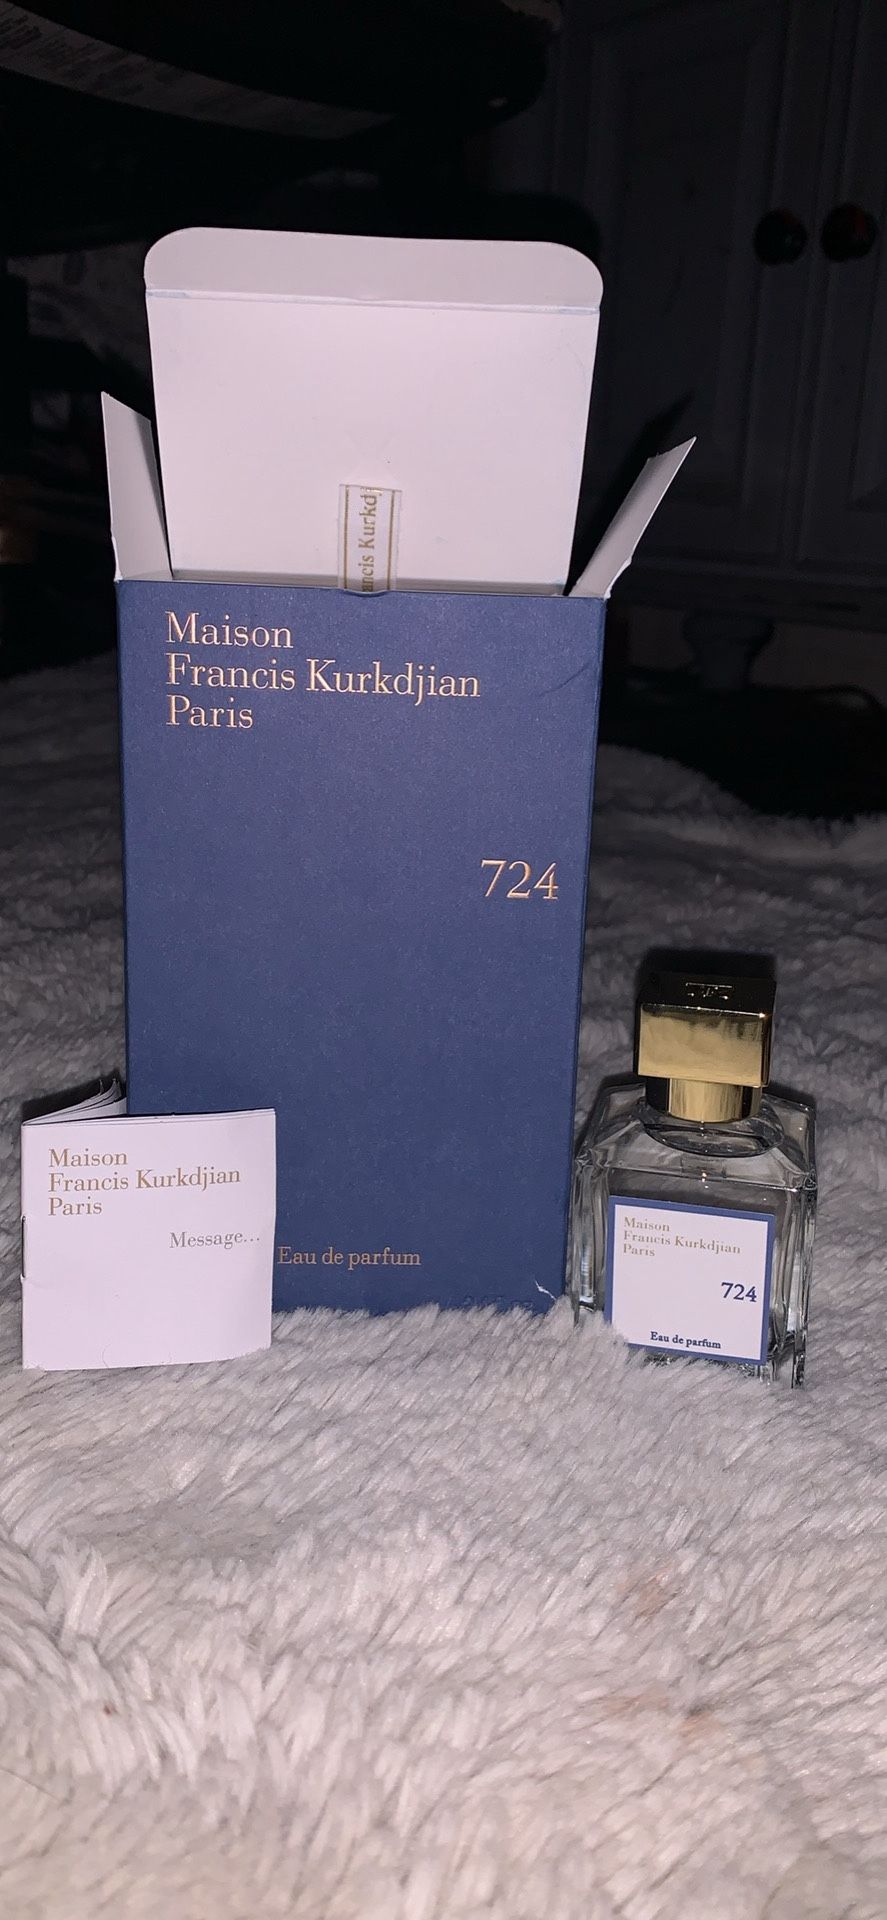 ancis Kurkdj
Maison
Francis Kurkdjian
Paris
724
Eau de parfum
Maison
Francis Kurkdjian
Paris
Message...
Maison
Francis Kurkdjian
Paris
724
Eau de parfum